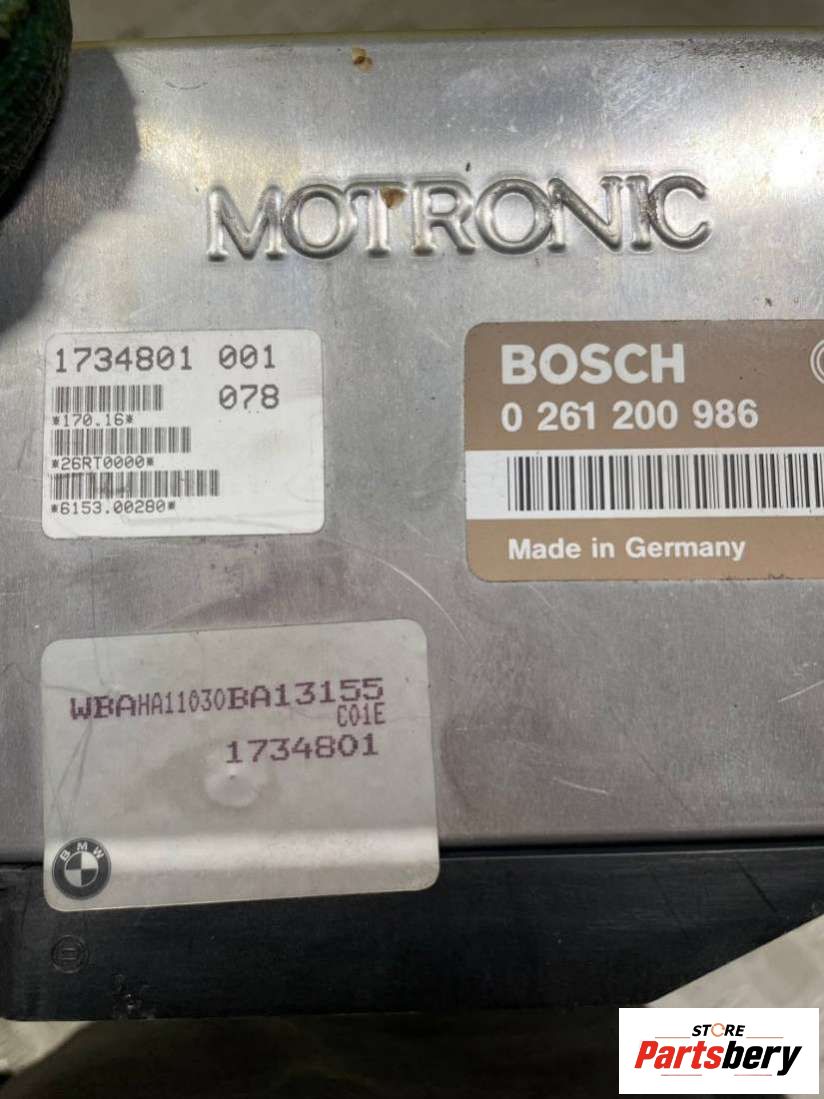 MOTRONIC
1734801 001
078
*170.16*
*26RT0000*
*6153.00280*
BOSCH
0 261 200 986
Made in Germany
WBAHA11030BA13155
C01E
1734801
BMW
STORE
Partsbery